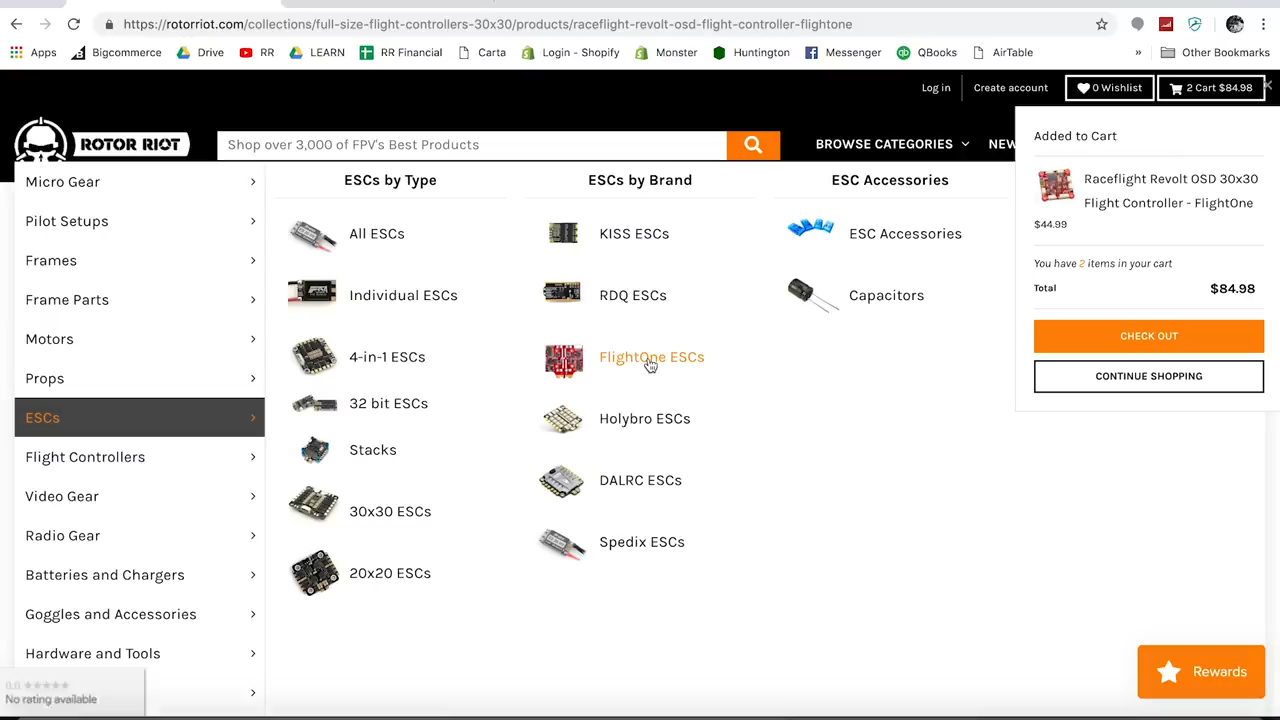 https://rotorriot.com/collections/full-size-flight-controllers-30x30/products/raceflight-revolt-osd-flight-controller-flightone
Apps
Bigcommerce
Drive
RR
LEARN
RR Financial
Carta
Login - Shopify
Monster
Huntington
Messenger
QBooks
AirTable
»
Other Bookmarks
Log in
Create account
0 Wishlist
2 Cart $84.98
ROTOR RIOT
Shop over 3,000 of FPV's Best Products
BROWSE CATEGORIES
NEW
Micro Gear
Pilot Setups
Frames
Frame Parts
Motors
Props
ESCs
Flight Controllers
Video Gear
Radio Gear
Batteries and Chargers
Goggles and Accessories
Hardware and Tools
ESCs by Type
All ESCs
Individual ESCs
4-in-1 ESCs
32 bit ESCs
Stacks
30x30 ESCs
20x20 ESCs
ESCs by Brand
KISS ESCs
RDQ ESCs
FlightOne ESCs
Holybro ESCs
DALRC ESCs
Spedix ESCs
ESC Accessories
ESC Accessories
Capacitors
Added to Cart
Raceflight Revolt OSD 30x30
Flight Controller - FlightOne
$44.99
You have 2 items in your cart
Total $84.98
CHECK OUT
CONTINUE SHOPPING
0.0
No rating available
Rewards